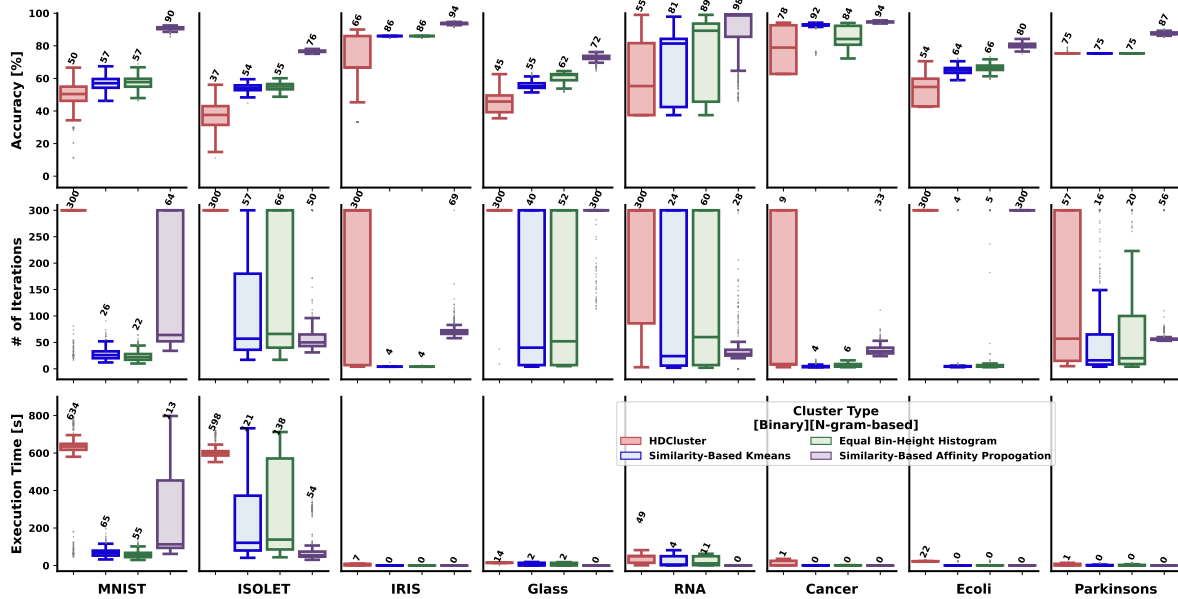 Accuracy [%]
100
80
60
40
20
0
50 57 57 90
37 54 55 76
66 86 86 94
45 55 62 72
55 81 89 98
78 92 84 94
54 64 66 80
75 75 75 87
# of Iterations
300
250
200
150
100
50
0
300 26 22 64
300 57 66 50
300 4 4 69
300 40 52 300
300 24 60 28
9 4 6 33
300 4 5 300
57 16 20 56
Execution Time [s]
800
600
400
200
0
634 65 55 113
598 121 138 54
7 0 0 0
14 2 2 0
49 4 11 0
1 0 0 0
22 0 0 0
1 0 0 0
Cluster Type
[Binary][N-gram-based]
HDCluster
Equal Bin-Height Histogram
Similarity-Based Kmeans
Similarity-Based Affinity Propogation
MNIST
ISOLET
IRIS
Glass
RNA
Cancer
Ecoli
Parkinsons